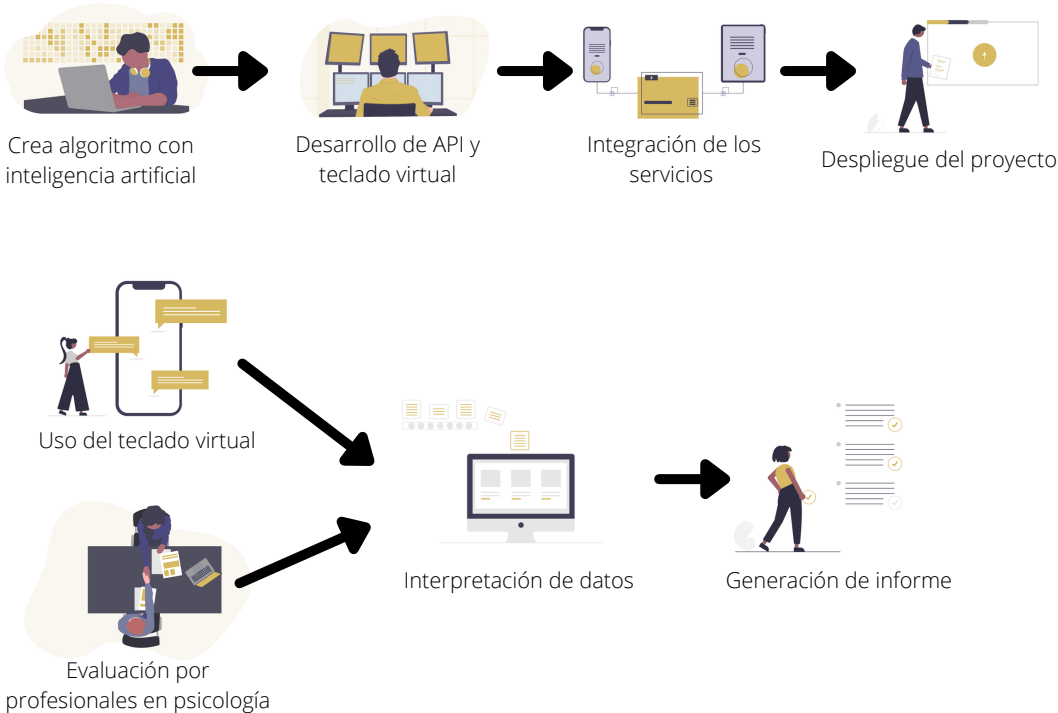 Crea algoritmo con
inteligencia artificial
Desarrollo de API y
teclado virtual
Integración de los
servicios
Despliegue del proyecto
Uso del teclado virtual
Evaluación por
profesionales en psicología
Interpretación de datos
Generación de informe